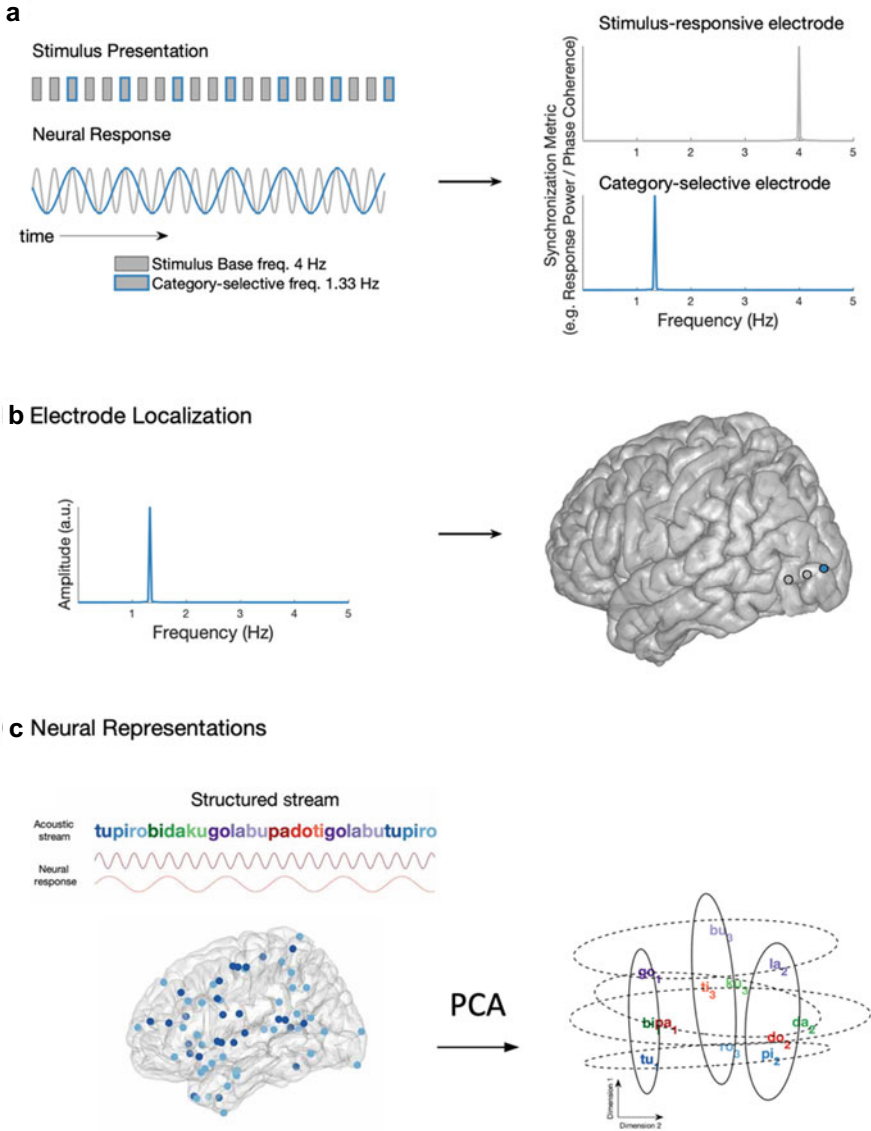 a
Stimulus Presentation
Neural Response
time
Stimulus Base freq. 4 Hz
Category-selective freq. 1.33 Hz
Synchronization Metric
(e.g. Response Power / Phase Coherence)
Stimulus-responsive electrode
1 2 3 4 5
Category-selective electrode
1 2 3 4 5
Frequency (Hz)
b Electrode Localization
Amplitude (a.u.)
1 2 3 4 5
Frequency (Hz)
c Neural Representations
Structured stream
Acoustic
stream
tupirobidakugolabupadotigolabutupiro
Neural
response
PCA
bu3
go1
la2
ti3
ku3
bi
pa1
da2
do2
tu1
ro3
pi2
Dimension 1
Dimension 2